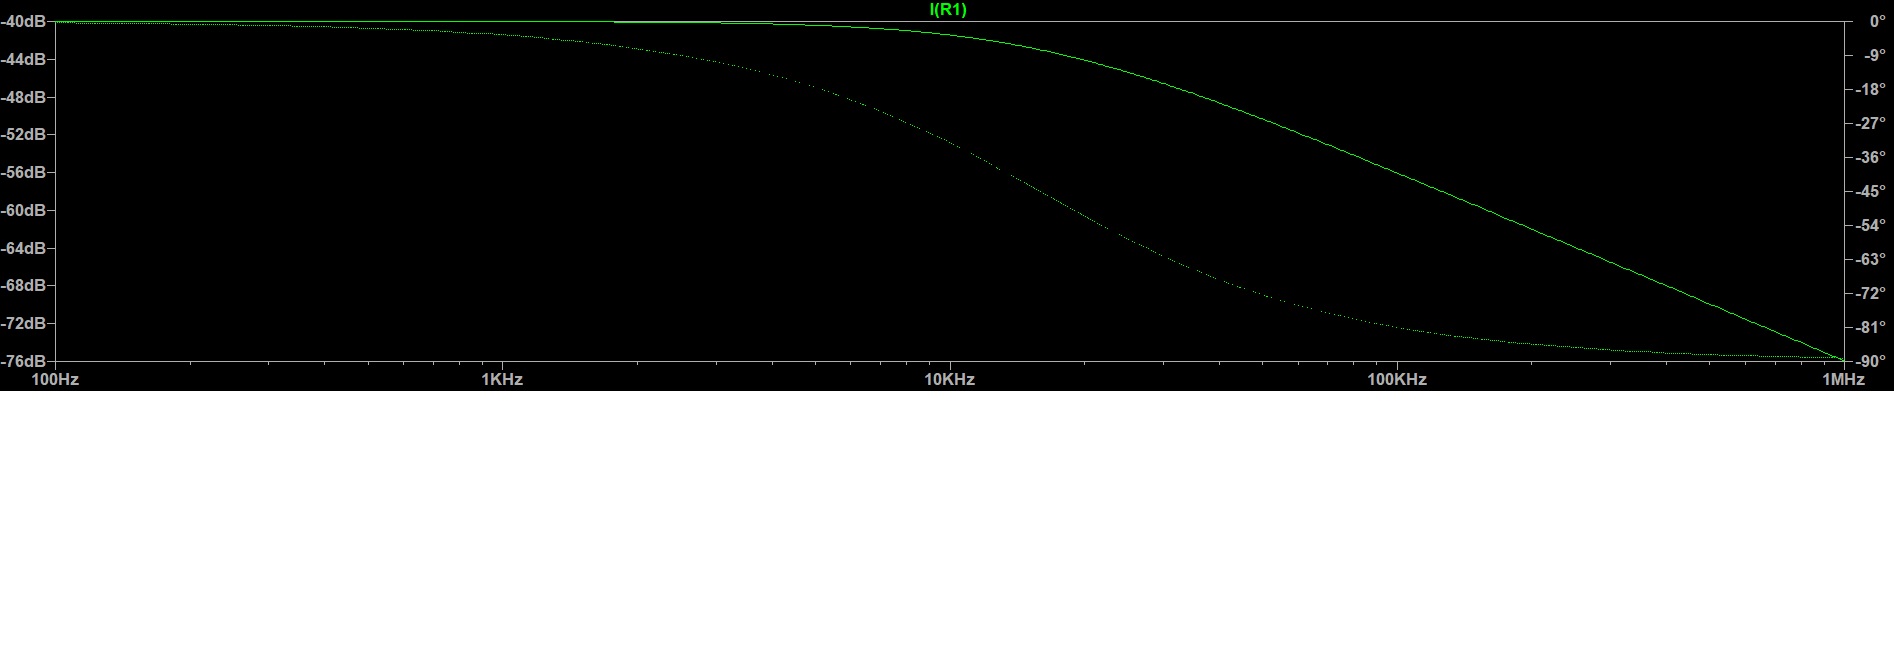 I(R1)
-40dB 0°
-44dB -9°
-48dB -18°
-52dB -27°
-56dB -36°
-60dB -45°
-64dB -54°
-68dB -63°
-72dB -72°
-76dB -81°
-90°
100Hz 1KHz 10KHz 100KHz 1MHz